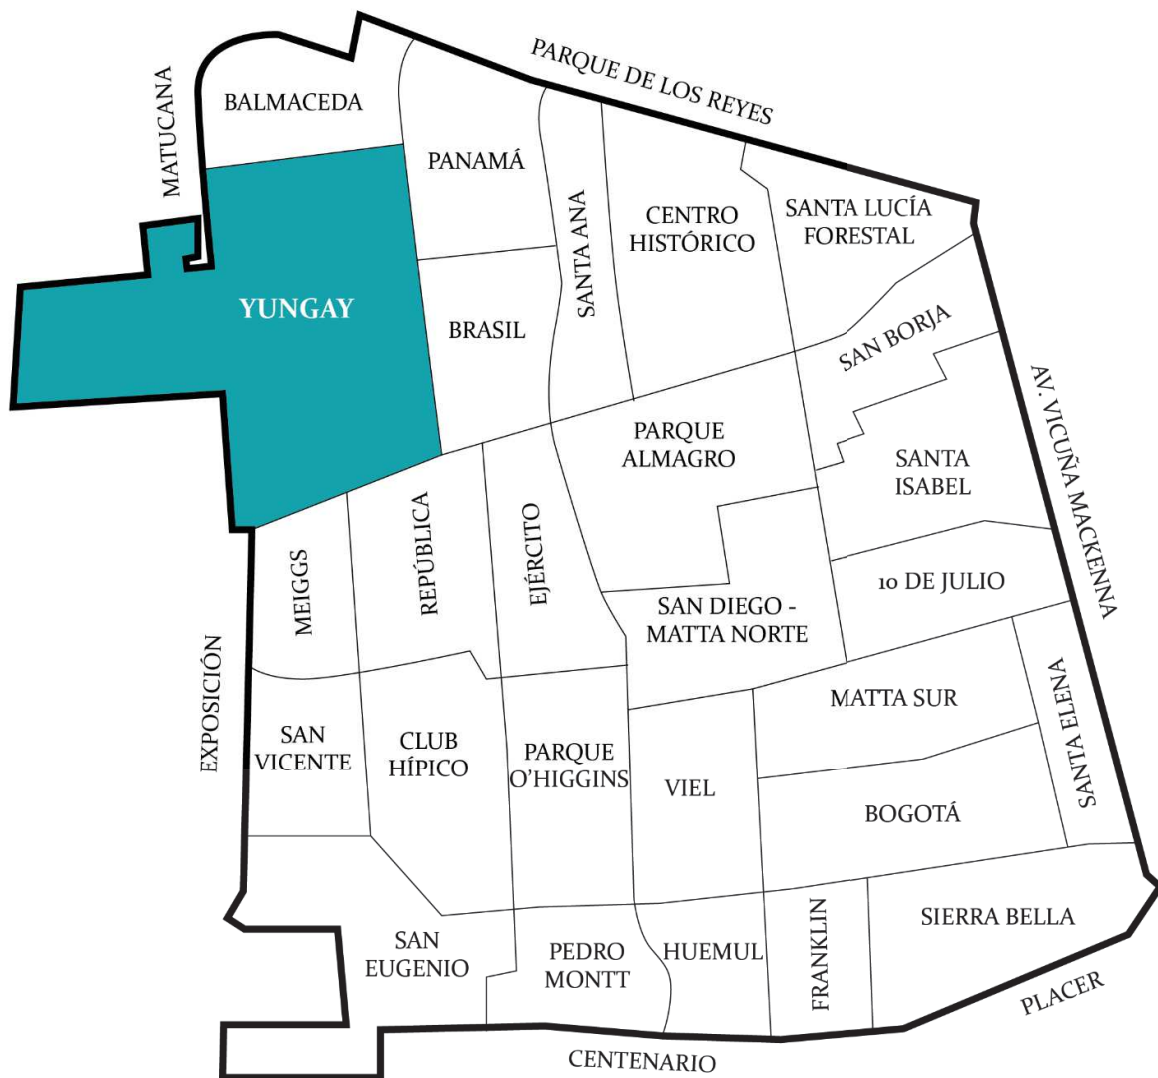 PARQUE DE LOS REYES
MATUCANA
BALMACEDA
PANAMÁ
SANTA ANA
CENTRO
HISTÓRICO
SANTA LUCÍA
FORESTAL
YUNGAY
BRASIL
SAN BORJA
AV. VICUÑA MACKENNA
PARQUE
ALMAGRO
SANTA
ISABEL
MEIGGS
REPÚBLICA
EJÉRCITO
10 DE JULIO
SAN DIEGO -
MATTA NORTE
EXPOSICIÓN
SAN
VICENTE
CLUB
HÍPICO
PARQUE
O'HIGGINS
VIEL
MATTA SUR
SANTA ELENA
BOGOTÁ
SAN
EUGENIO
PEDRO
MONTT
HUEMUL
FRANKLIN
SIERRA BELLA
PLACER
CENTENARIO